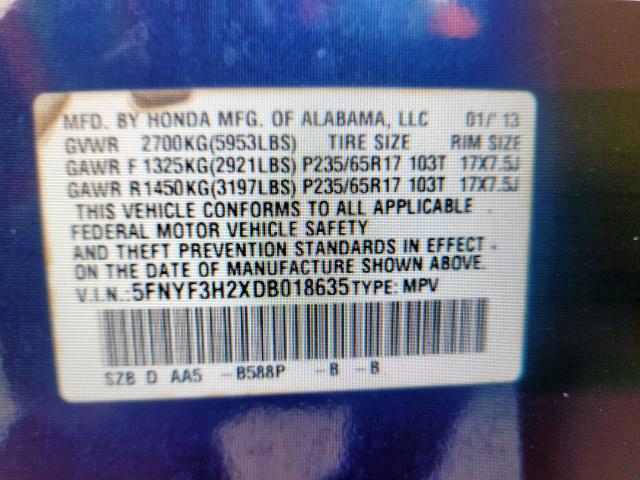 MFD. BY HONDA MFG. OF ALABAMA, LLC 01/ 13
GVWR 2700KG(5953LBS) TIRE SIZE RIM SIZE
GAWR F 1325KG(2921LBS) P235/65R17 103T 17X7.5J
GAWR R1450KG(3197LBS) P235/65R17 103T 17X7.5J
THIS VEHICLE CONFORMS TO ALL APPLICABLE
FEDERAL MOTOR VEHICLE SAFETY
AND THEFT PREVENTION STANDARDS IN EFFECT
ON THE DATE OF MANUFACTURE SHOWN ABOVE.
V.I.N.:5FNYF3H2XDB018635 TYPE: MPV
SZB D AA5 -B588P -B -B